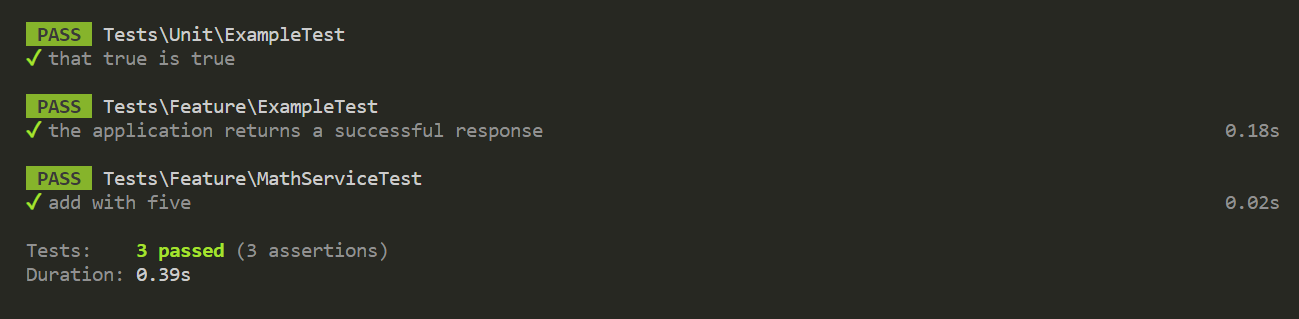 PASS Tests\Unit\ExampleTest
✓ that true is true
PASS Tests\Feature\ExampleTest
✓ the application returns a successful response 0.18s
PASS Tests\Feature\MathServiceTest
✓ add with five 0.02s
Tests: 3 passed (3 assertions)
Duration: 0.39s